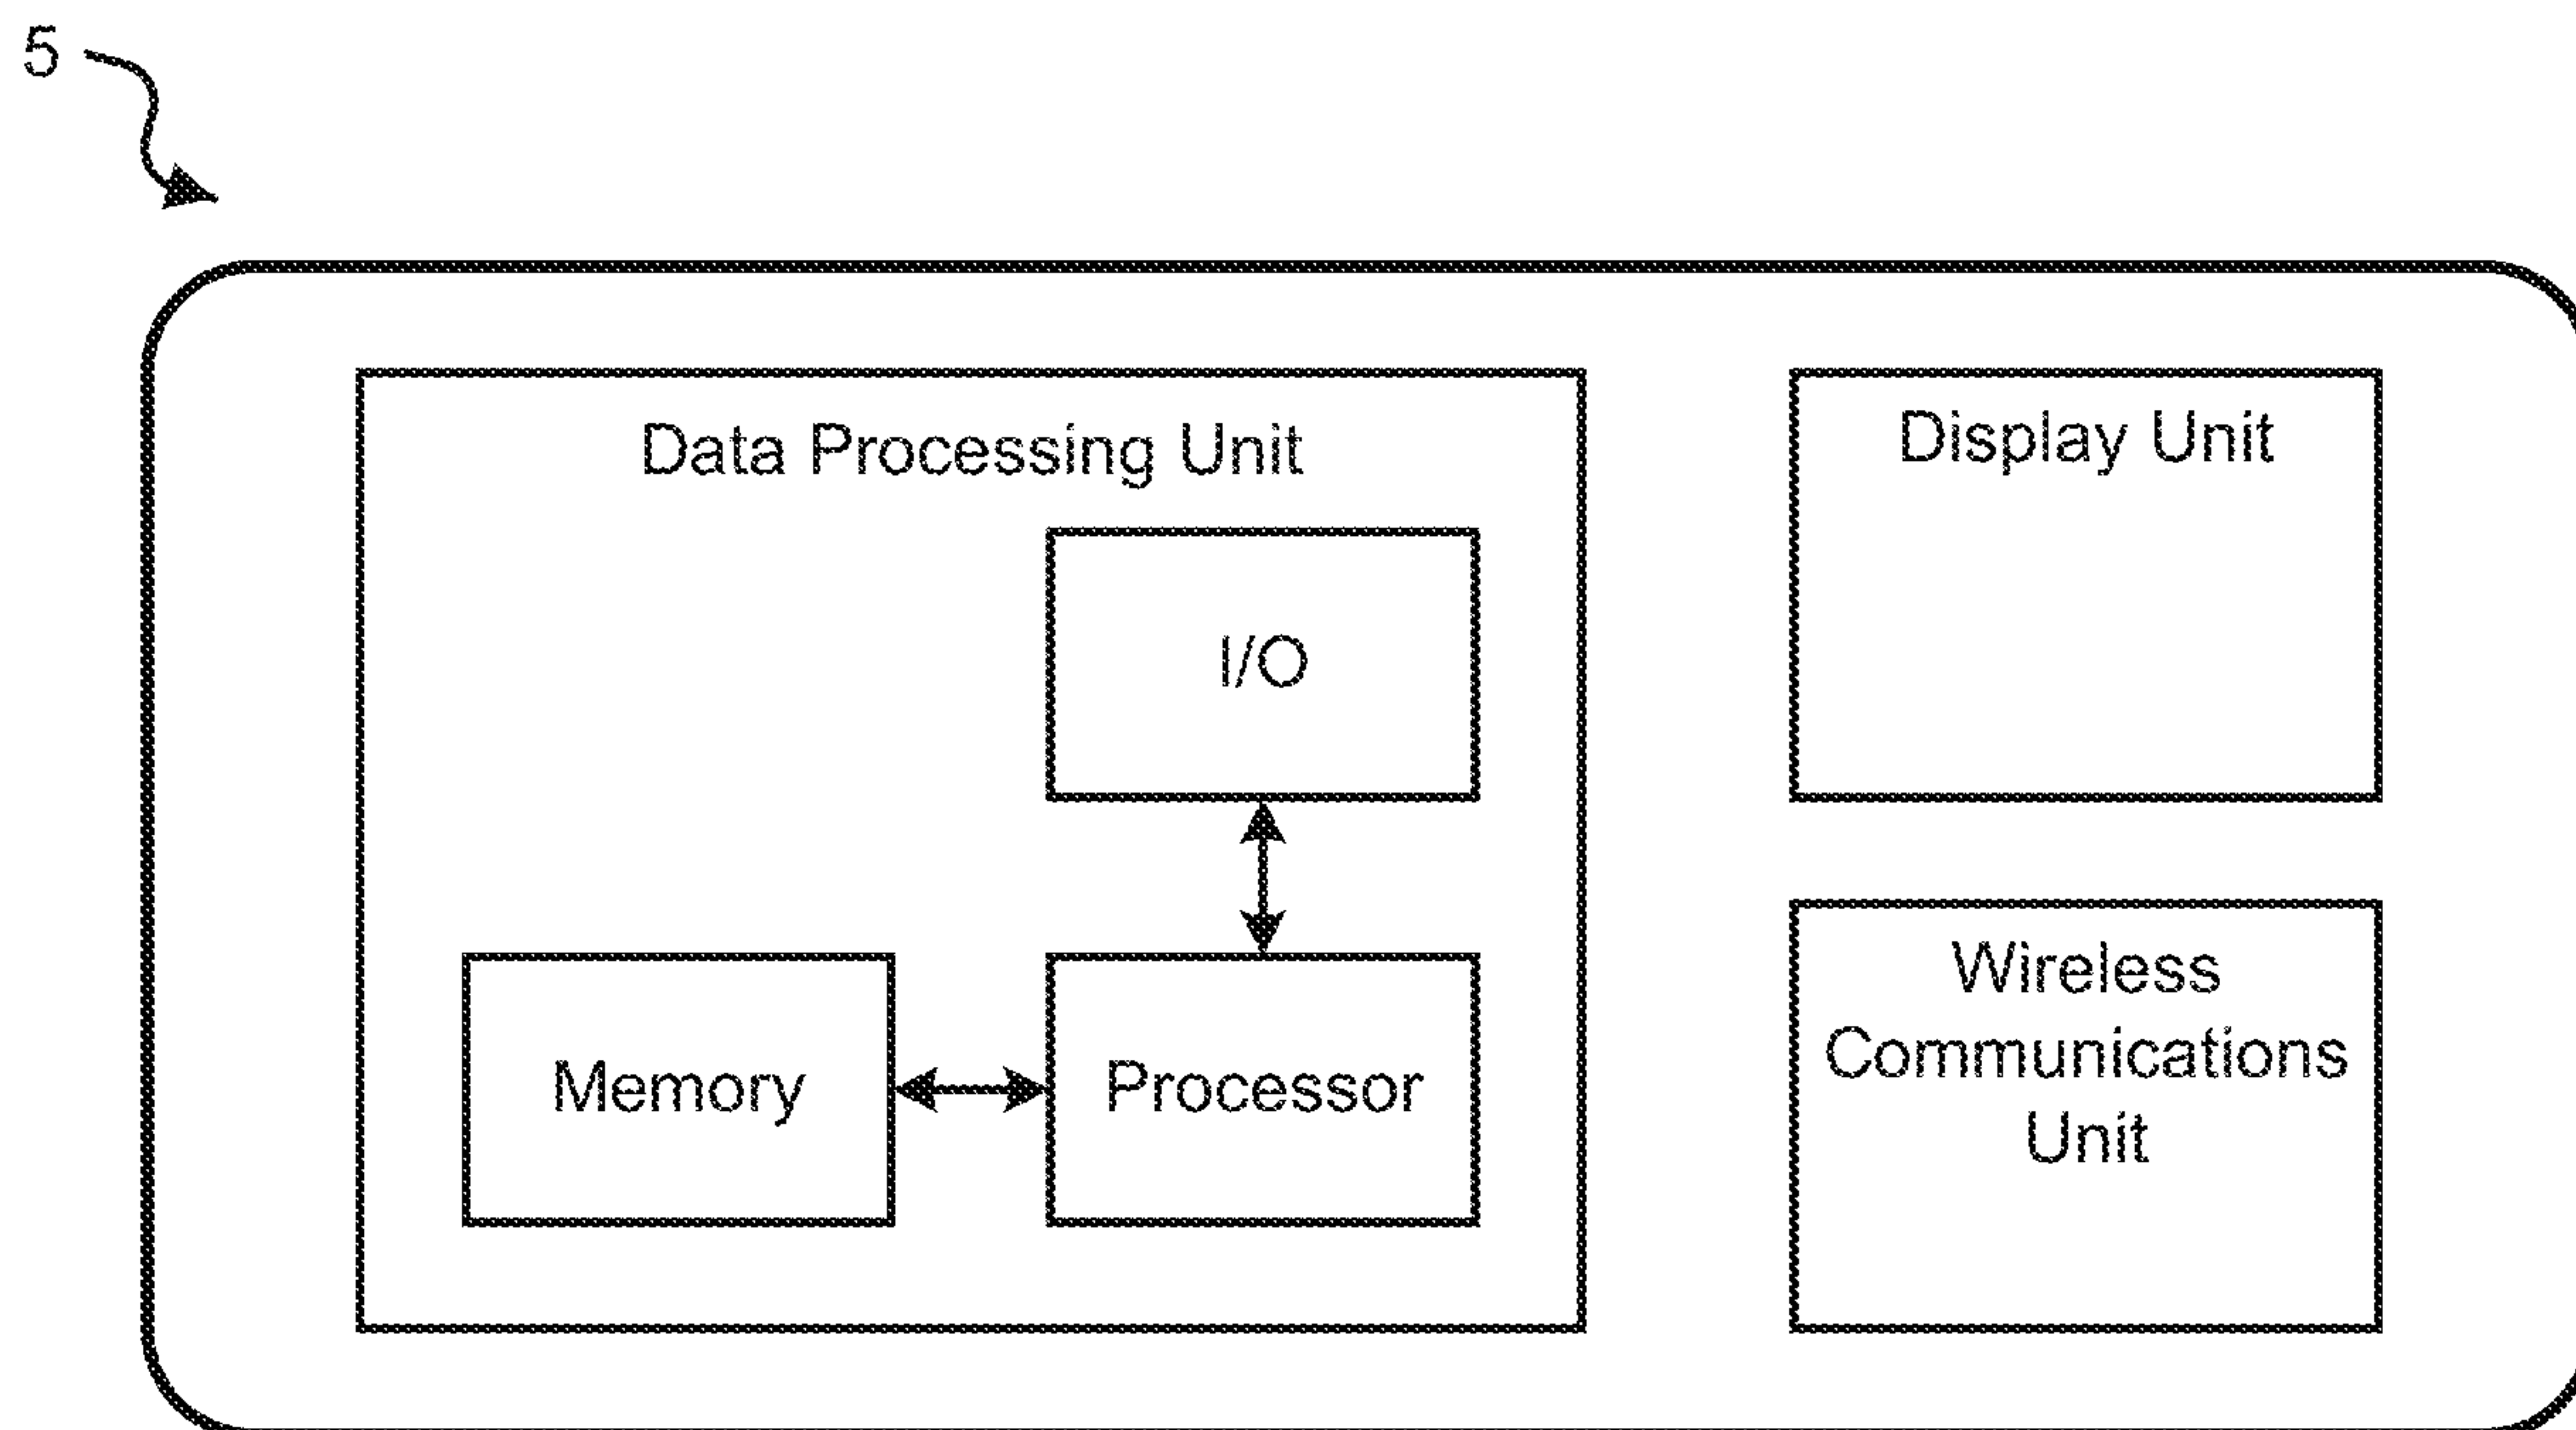 5
Data Processing Unit
Display Unit
I/O
Memory
Processor
Wireless
Communications
Unit